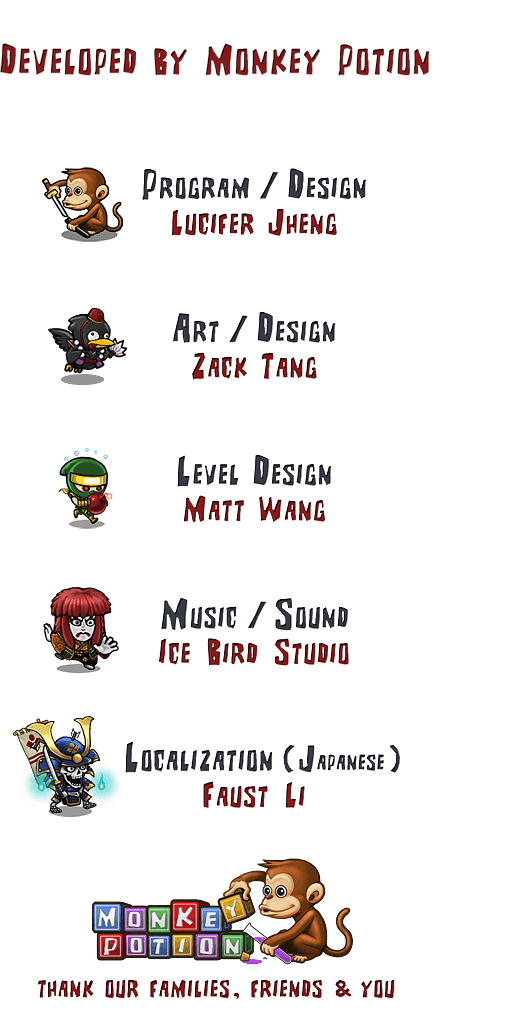 Developed by Monkey Potion
Program / Design
Lucifer Jheng
Art / Design
Zack Tang
Level Design
Matt Wang
Music / Sound
Ice Bird Studio
Localization (Japanese)
Faust Li
MONKEY
POTION
THANK OUR FAMILIES, FRIENDS & YOU